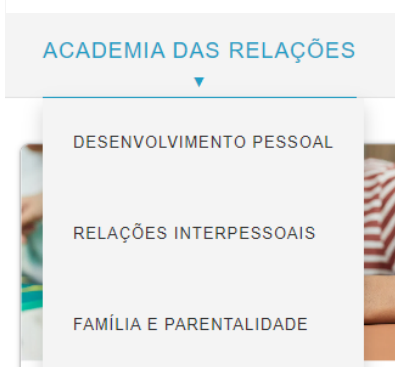 ACADEMIA DAS RELAÇÕES
DESENVOLVIMENTO PESSOAL
RELAÇÕES INTERPESSOAIS
FAMÍLIA E PARENTALIDADE